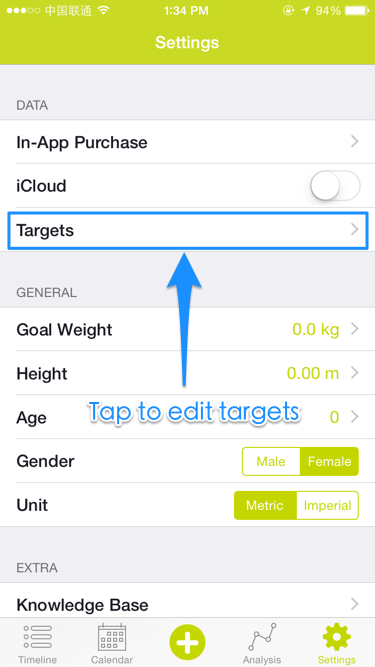 中国联通 1:34 PM 94%
Settings
DATA
In-App Purchase
iCloud
Targets
GENERAL
Goal Weight 0.0 kg
Height 0.00 m
Tap to edit targets
Age 0
Gender Male Female
Unit Metric Imperial
EXTRA
Knowledge Base
Timeline Calendar Analysis Settings